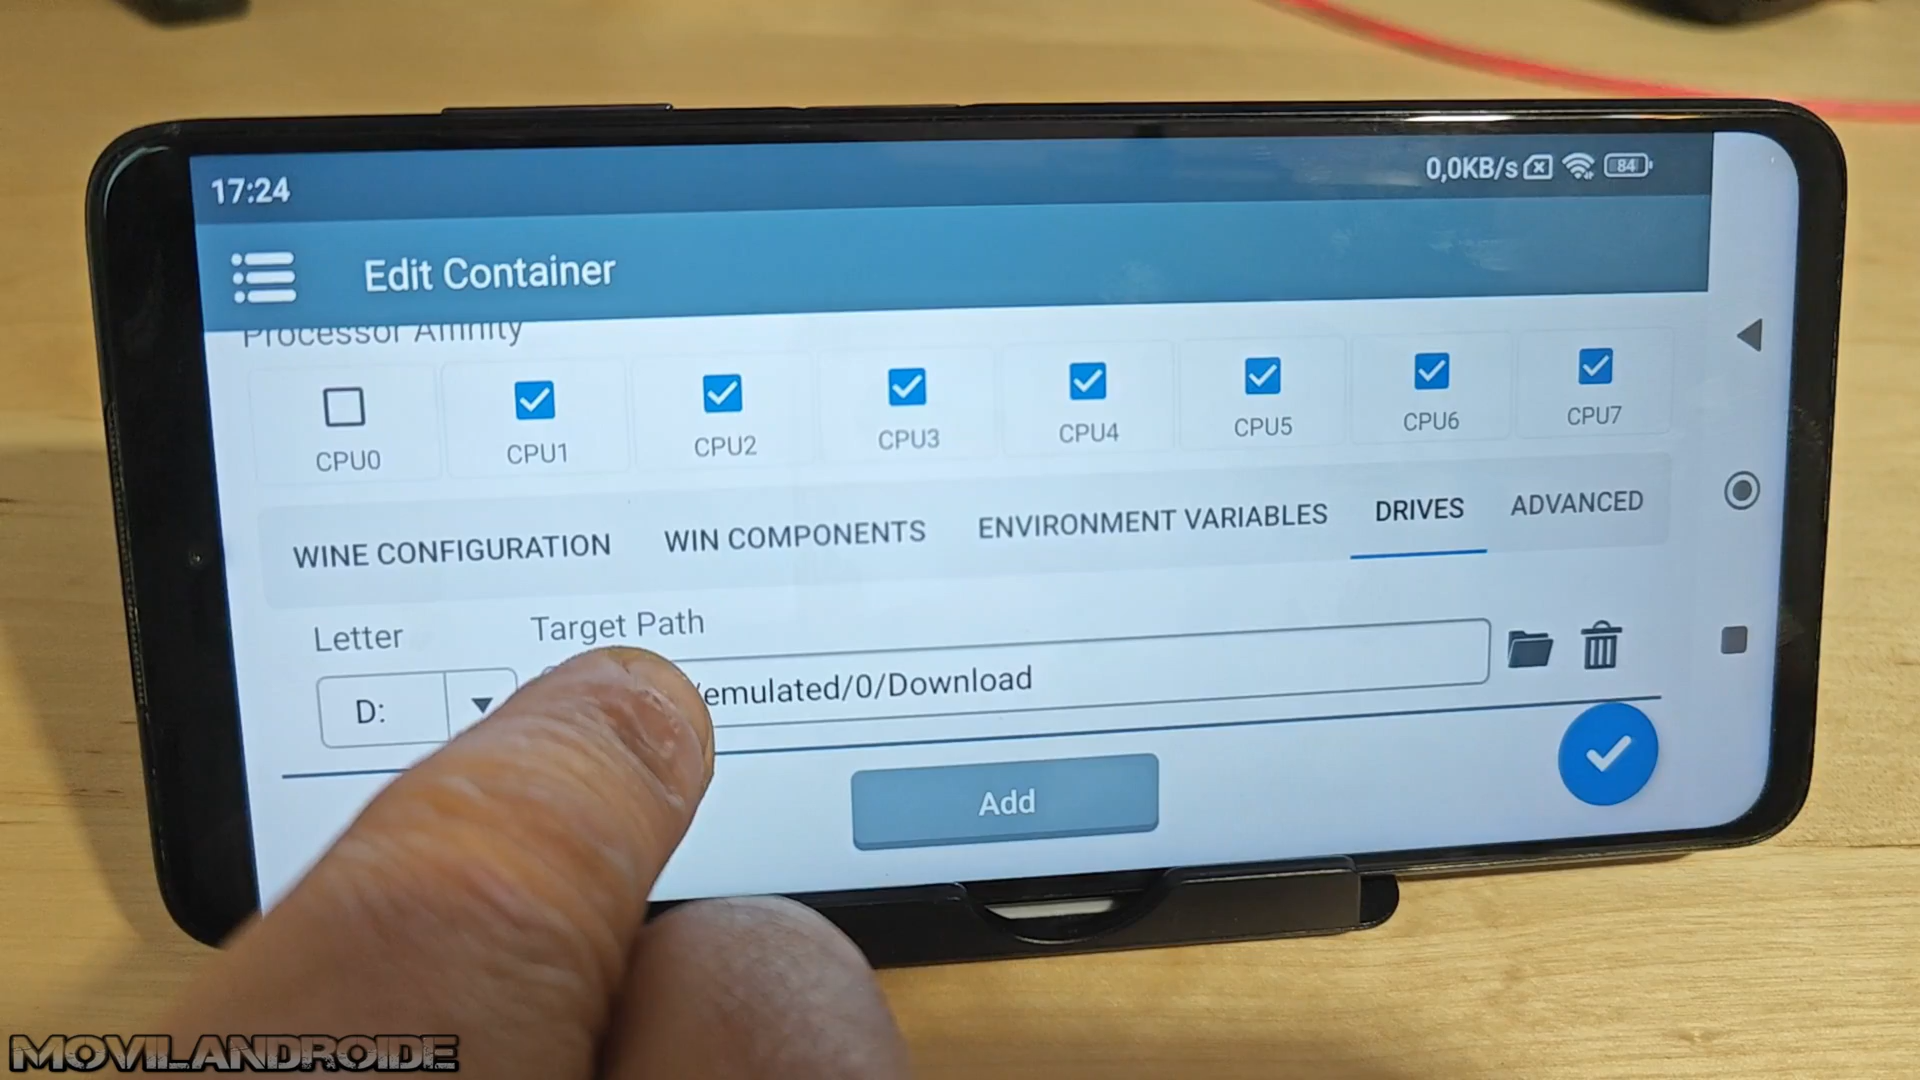 17:24
0,0KB/s 84
Edit Container
Processor Affinity
CPU0 CPU1 CPU2 CPU3 CPU4 CPU5 CPU6 CPU7
WINE CONFIGURATION WIN COMPONENTS ENVIRONMENT VARIABLES DRIVES ADVANCED
Letter Target Path
D: /emulated/0/Download
Add
MOVILANDROIDE